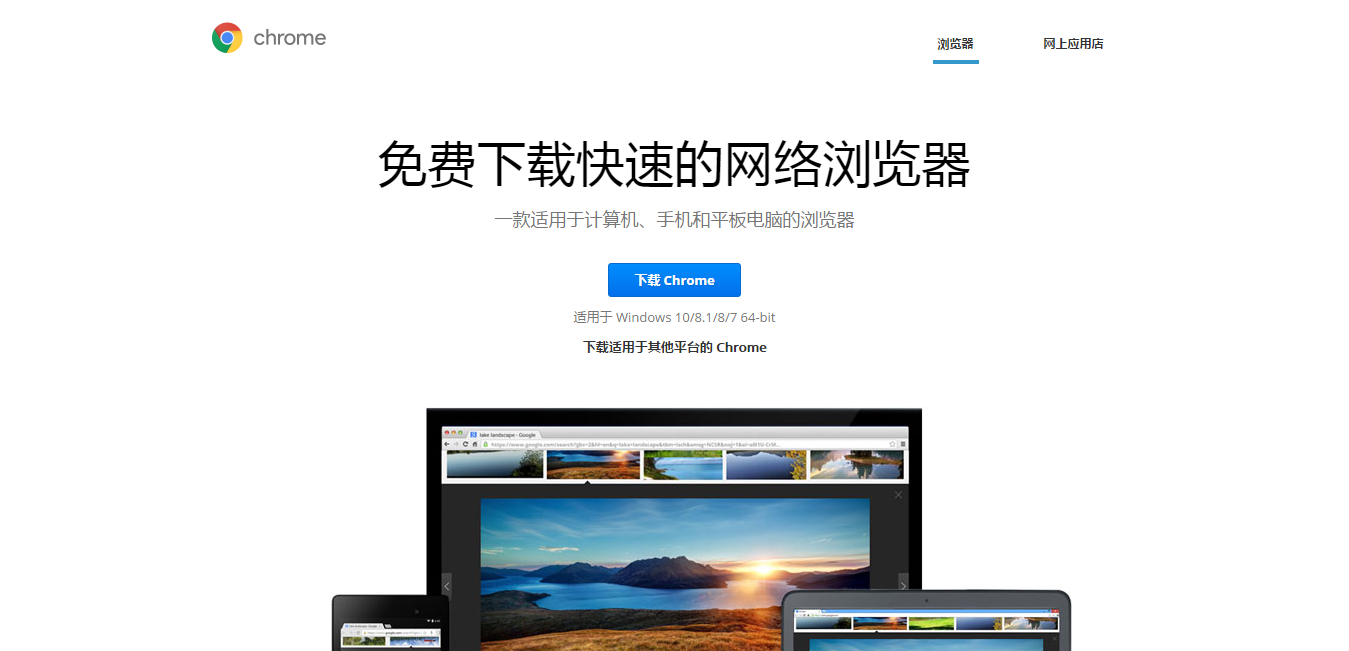 chrome
浏览器
网上应用店
免费下载快速的网络浏览器
一款适用于计算机、手机和平板电脑的浏览器
下载 Chrome
适用于 Windows 10/8.1/8/7 64-bit
下载适用于其他平台的 Chrome
lake landscape - Google